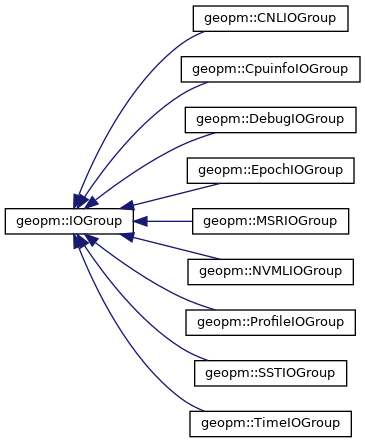 geopm::CNLIOGroup
geopm::CpuinfoIOGroup
geopm::DebugIOGroup
geopm::EpochIOGroup
geopm::IOGroup
geopm::MSRIOGroup
geopm::NVMLIOGroup
geopm::ProfileIOGroup
geopm::SSTIOGroup
geopm::TimeIOGroup